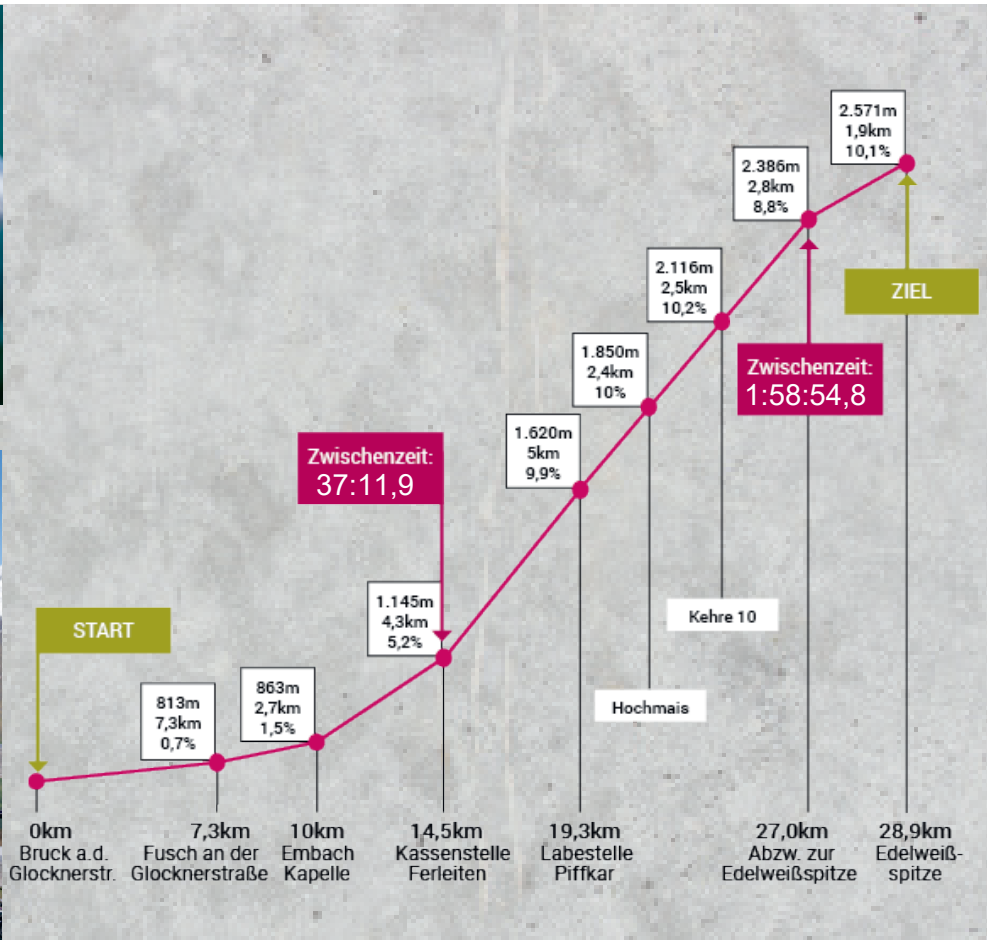 2.571m
1,9km
10,1%
2.386m
2,8km
8,8%
2.116m
2,5km
10,2%
ZIEL
1.850m
2,4km
10%
Zwischenzeit:
1:58:54,8
1.620m
5km
9,9%
Zwischenzeit:
37:11,9
1.145m
4,3km
5,2%
START
Kehre 10
863m
2,7km
1,5%
813m
7,3km
0,7%
Hochmais
0km
Bruck a.d.
Glocknerstr.
7,3km
Fusch an der
Glocknerstraße
10km
Embach
Kapelle
14,5km
Kassenstelle
Ferleiten
19,3km
Labestelle
Piffkar
27,0km
Abzw. zur
Edelweißspitze
28,9km
Edelweiß-
spitze